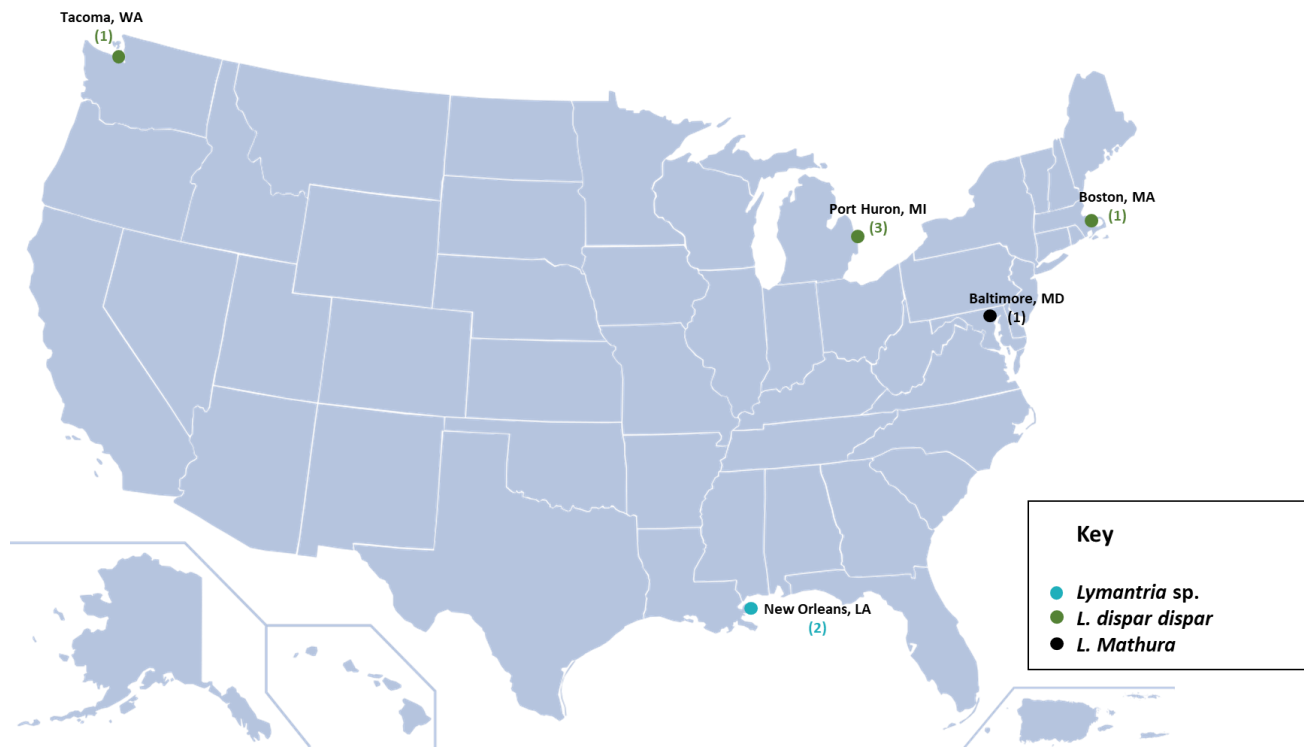 Tacoma, WA
(1)
Port Huron, MI
(3)
Boston, MA
(1)
Baltimore, MD
(1)
New Orleans, LA
(2)
Key
Lymantria sp.
L. dispar dispar
L. Mathura